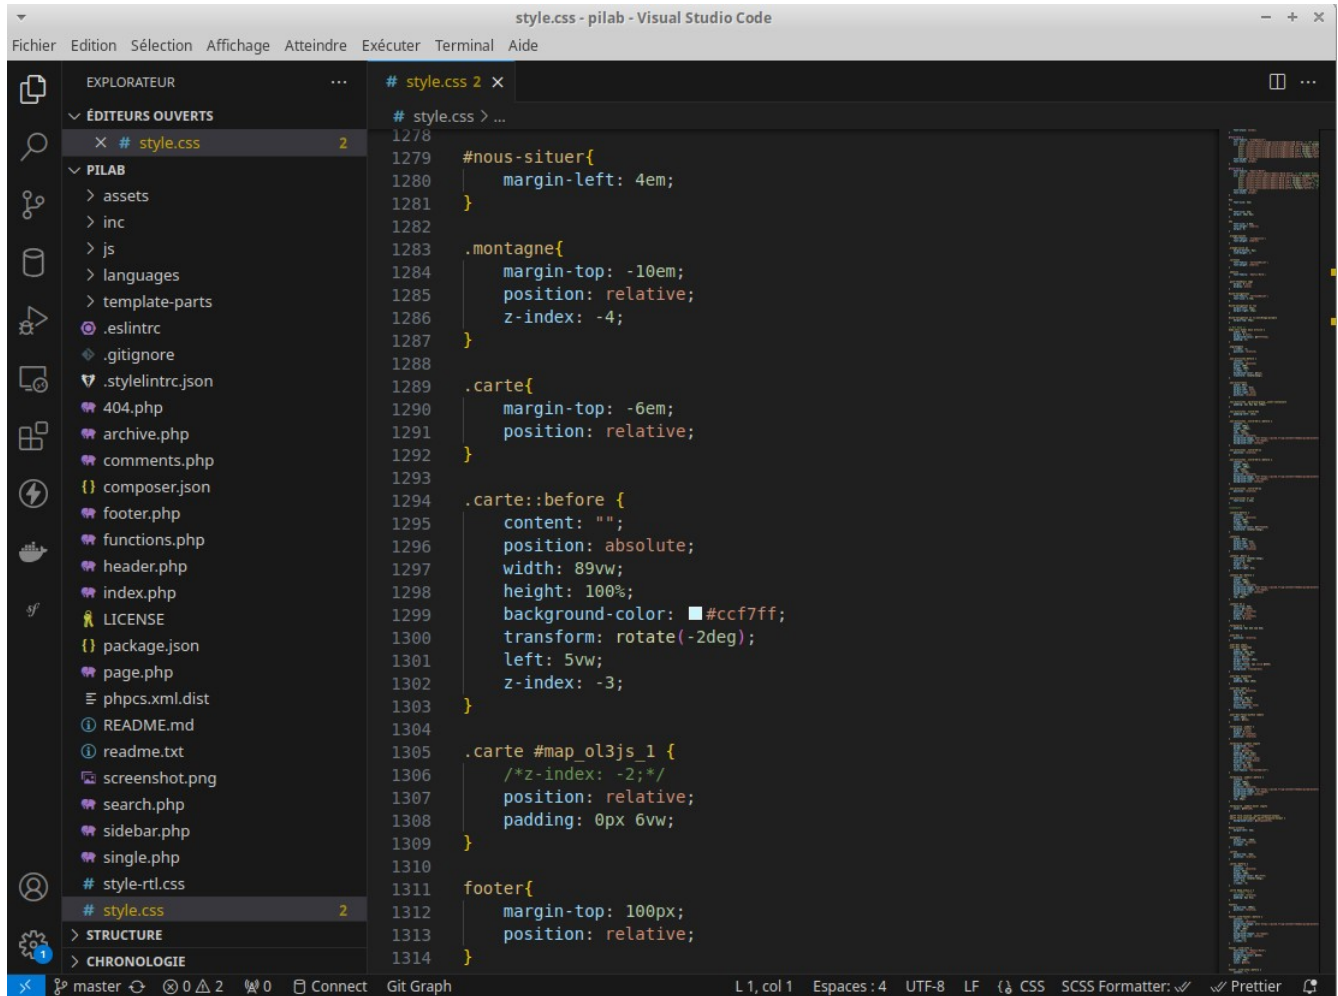 style.css - pilab - Visual Studio Code
Fichier Edition Sélection Affichage Atteindre Exécuter Terminal Aide
EXPLORATEUR
ÉDITEURS OUVERTS
# style.css 2
PILAB
assets
inc
js
languages
template-parts
.eslintrc
.gitignore
.stylelintrc.json
404.php
archive.php
comments.php
{} composer.json
footer.php
functions.php
header.php
index.php
LICENSE
{} package.json
page.php
phpcs.xml.dist
README.md
readme.txt
screenshot.png
search.php
sidebar.php
single.php
# style-rtl.css
# style.css 2
STRUCTURE
CHRONOLOGIE
1
sf
# style.css 2
# style.css > ...
1278
1279 #nous-situer{
1280 margin-left: 4em;
1281 }
1282
1283 .montagne{
1284 margin-top: -10em;
1285 position: relative;
1286 z-index: -4;
1287 }
1288
1289 .carte{
1290 margin-top: -6em;
1291 position: relative;
1292 }
1293
1294 .carte::before {
1295 content: "";
1296 position: absolute;
1297 width: 89vw;
1298 height: 100%;
1299 background-color: #ccf7ff;
1300 transform: rotate(-2deg);
1301 left: 5vw;
1302 z-index: -3;
1303 }
1304
1305 .carte #map_ol3js_1 {
1306 /*z-index: -2;*/
1307 position: relative;
1308 padding: 0px 6vw;
1309 }
1310
1311 footer{
1312 margin-top: 100px;
1313 position: relative;
1314 }
master 0 2 0 Connect Git Graph L 1, col 1 Espaces : 4 UTF-8 LF CSS SCSS Formatter: Prettier